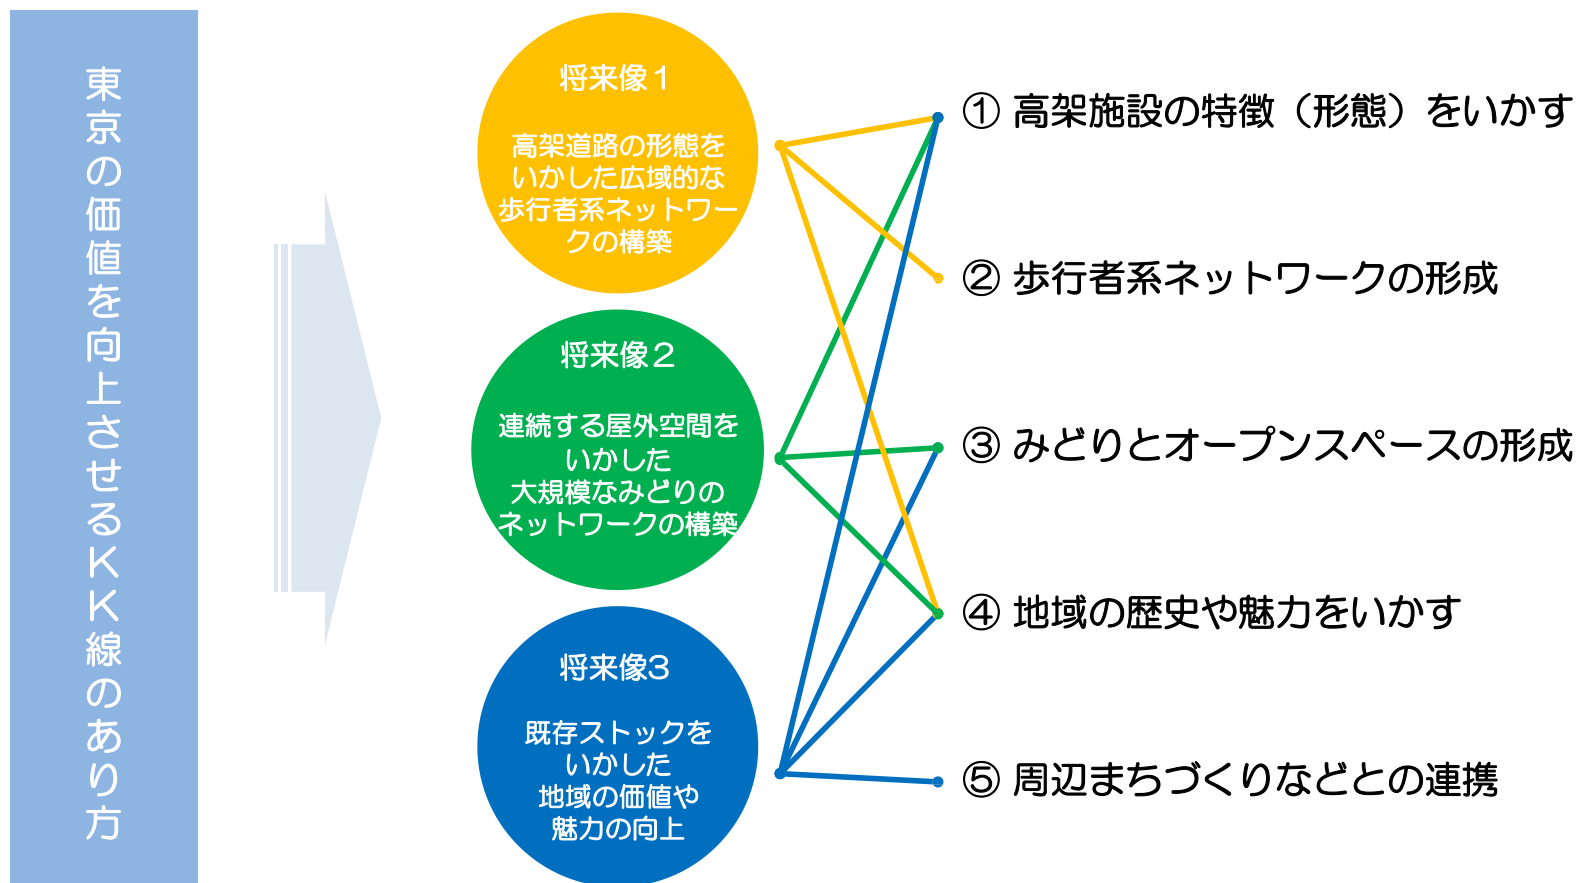 東京の価値を向上させるＫＫ線のあり方
将来像１
高架道路の形態を
いかした広域的な
歩行者系ネットワー
クの構築
将来像２
連続する屋外空間を
いかした
大規模なみどりの
ネットワークの構築
将来像3
既存ストックを
いかした
地域の価値や
魅力の向上
① 高架施設の特徴（形態）をいかす
② 歩行者系ネットワークの形成
③ みどりとオープンスペースの形成
④ 地域の歴史や魅力をいかす
⑤ 周辺まちづくりなどとの連携